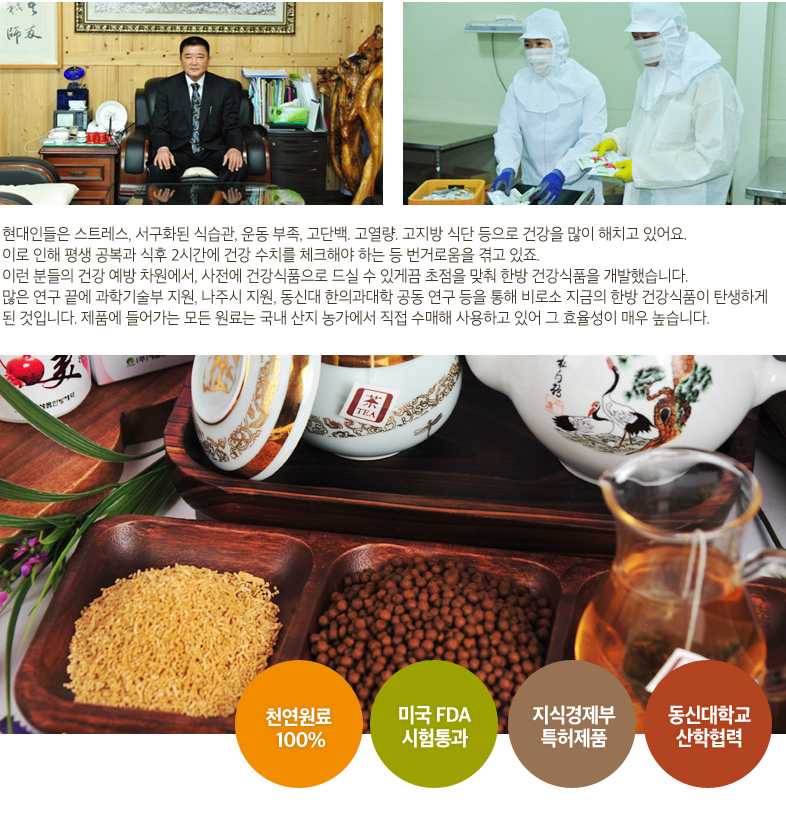 師友
현대인들은 스트레스, 서구화된 식습관, 운동 부족, 고단백. 고열량. 고지방 식단 등으로 건강을 많이 해치고 있어요.
이로 인해 평생 공복과 식후 2시간에 건강 수치를 체크해야 하는 등 번거로움을 겪고 있죠.
이런 분들의 건강 예방 차원에서, 사전에 건강식품으로 드실 수 있게끔 초점을 맞춰 한방 건강식품을 개발했습니다.
많은 연구 끝에 과학기술부 지원, 나주시 지원, 동신대 한의과대학 공동 연구 등을 통해 비로소 지금의 한방 건강식품이 탄생하게
된 것입니다. 제품에 들어가는 모든 원료는 국내 산지 농가에서 직접 수매해 사용하고 있어 그 효율성이 매우 높습니다.
茶
TEA
천연원료
100%
미국 FDA
시험통과
지식경제부
특허제품
동신대학교
산학협력